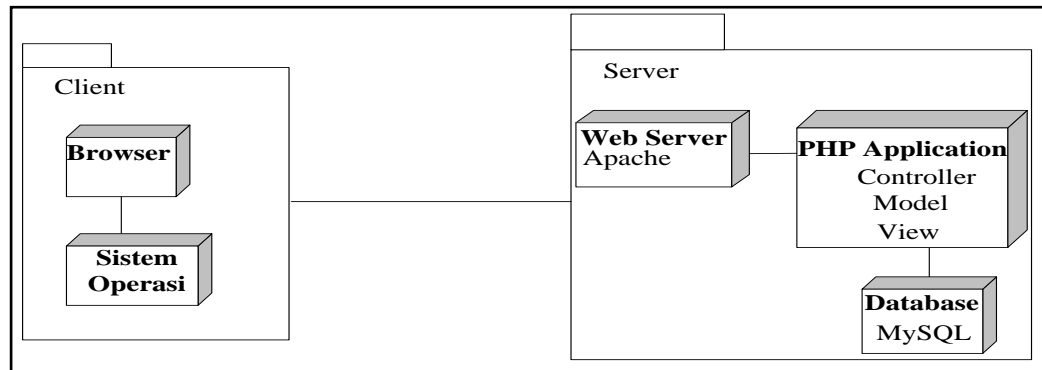 Client
Browser
Sistem
Operasi
Server
Web Server
Apache
PHP Application
Controller
Model
View
Database
MySQL